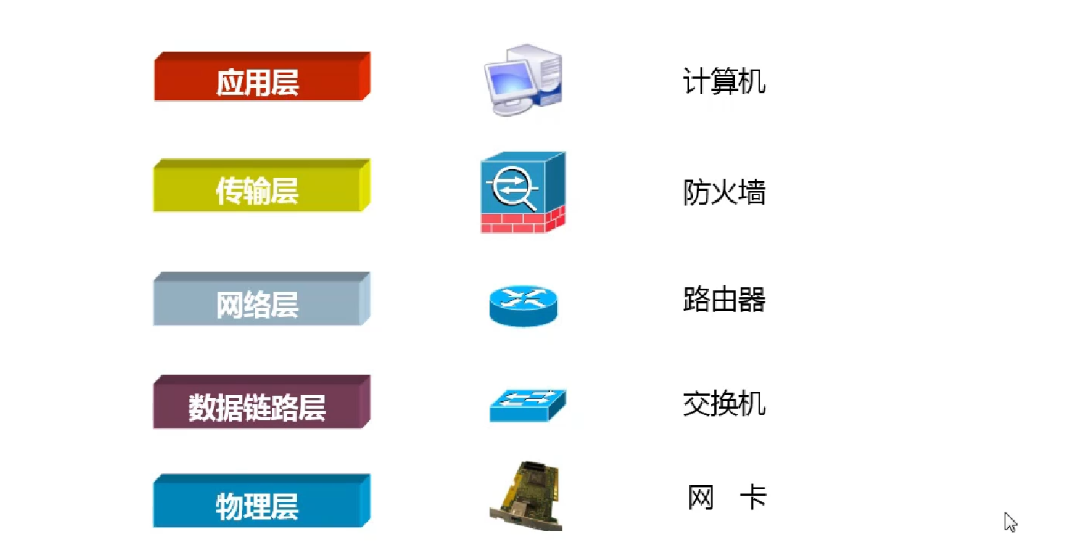 应用层 计算机
传输层 防火墙
网络层 路由器
数据链路层 交换机
物理层 网 卡